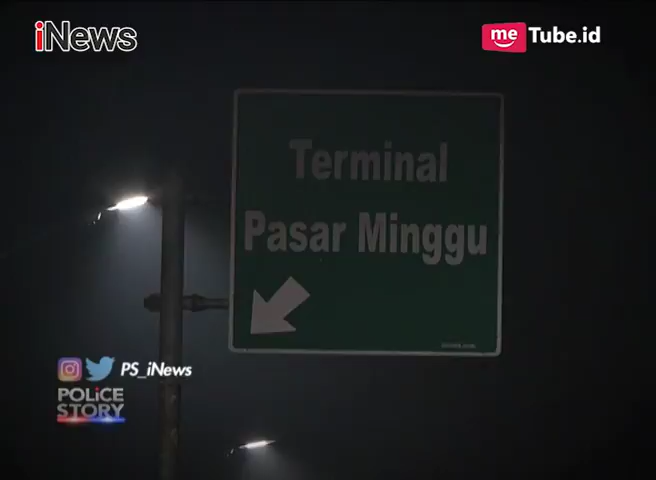 iNews
me Tube.id
Terminal
Pasar Minggu
PS_iNews
POLICE
STORY